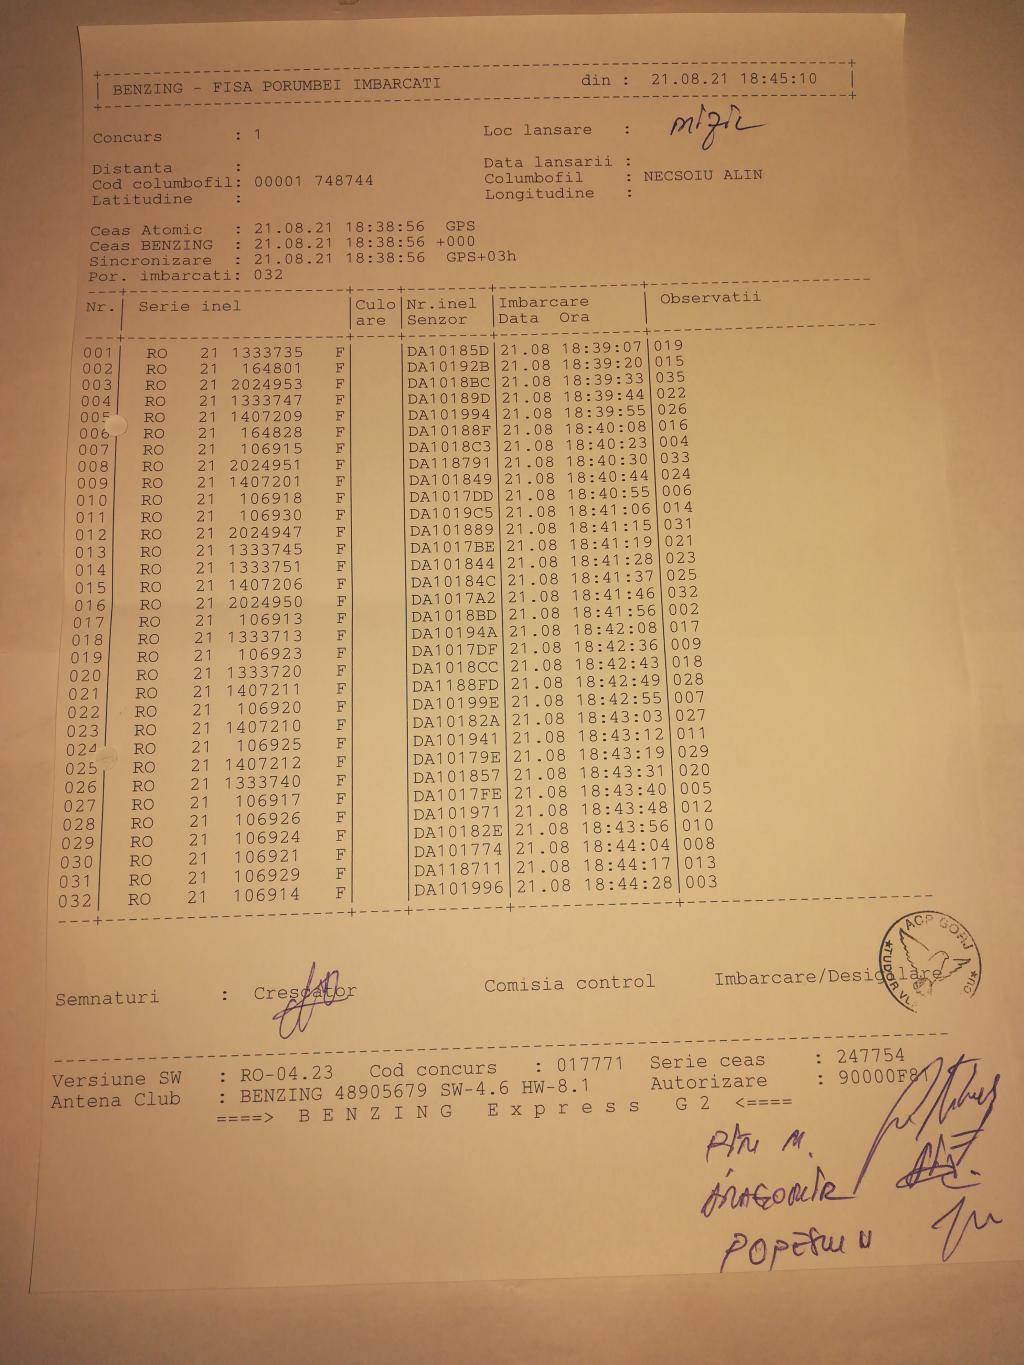 BENZING - FISA PORUMBEI IMBARCATI din : 21.08.21 18:45:10
Concurs : 1 Loc lansare : Mizil
Distanta : Data lansarii :
Cod columbofil: 00001 748744 Columbofil : NECSOIU ALIN
Latitudine : Longitudine :
Ceas Atomic : 21.08.21 18:38:56 GPS
Ceas BENZING : 21.08.21 18:38:56 +000
Sincronizare : 21.08.21 18:38:56 GPS+03h
Por. imbarcati: 032
Nr. Serie inel Culo Nr.inel Imbarcare Observatii
are Senzor Data Ora
001 RO 21 1333735 F DA10185D 21.08 18:39:07 019
002 RO 21 164801 F DA10192B 21.08 18:39:20 015
003 RO 21 2024953 F DA1018BC 21.08 18:39:33 035
004 RO 21 1333747 F DA10189D 21.08 18:39:44 022
005 RO 21 1407209 F DA101994 21.08 18:39:55 026
006 RO 21 164828 F DA10188F 21.08 18:40:08 016
007 RO 21 106915 F DA1018C3 21.08 18:40:23 004
008 RO 21 2024951 F DA118791 21.08 18:40:30 033
009 RO 21 1407201 F DA101849 21.08 18:40:44 024
010 RO 21 106918 F DA1017DD 21.08 18:40:55 006
011 RO 21 106930 F DA1019C5 21.08 18:41:06 014
012 RO 21 2024947 F DA101889 21.08 18:41:15 031
013 RO 21 1333745 F DA1017BE 21.08 18:41:19 021
014 RO 21 1333751 F DA101844 21.08 18:41:28 023
015 RO 21 1407206 F DA10184C 21.08 18:41:37 025
016 RO 21 2024950 F DA1017A2 21.08 18:41:46 032
017 RO 21 106913 F DA1018BD 21.08 18:41:56 002
018 RO 21 1333713 F DA10194A 21.08 18:42:08 017
019 RO 21 106923 F DA1017DF 21.08 18:42:36 009
020 RO 21 1333720 F DA1018CC 21.08 18:42:43 018
021 RO 21 1407211 F DA1188FD 21.08 18:42:49 028
022 RO 21 106920 F DA10199E 21.08 18:42:55 007
023 RO 21 1407210 F DA10182A 21.08 18:43:03 027
024 RO 21 106925 F DA101941 21.08 18:43:12 011
025 RO 21 1407212 F DA10179E 21.08 18:43:19 029
026 RO 21 1333740 F DA101857 21.08 18:43:31 020
027 RO 21 106917 F DA1017FE 21.08 18:43:40 005
028 RO 21 106926 F DA101971 21.08 18:43:48 012
029 RO 21 106924 F DA10182E 21.08 18:43:56 010
030 RO 21 106921 F DA101774 21.08 18:44:04 008
031 RO 21 106929 F DA118711 21.08 18:44:17 013
032 RO 21 106914 F DA101996 21.08 18:44:28 003
ACP GORJ
TUDOR VL
Semnaturi : Crescator Comisia control Imbarcare/Desigilare
Versiune SW : RO-04.23 Cod concurs : 017771 Serie ceas : 247754
Antena Club : BENZING 48905679 SW-4.6 HW-8.1 Autorizare : 90000F8
====> BENZING Express G2 <====
M.
POPESCU N